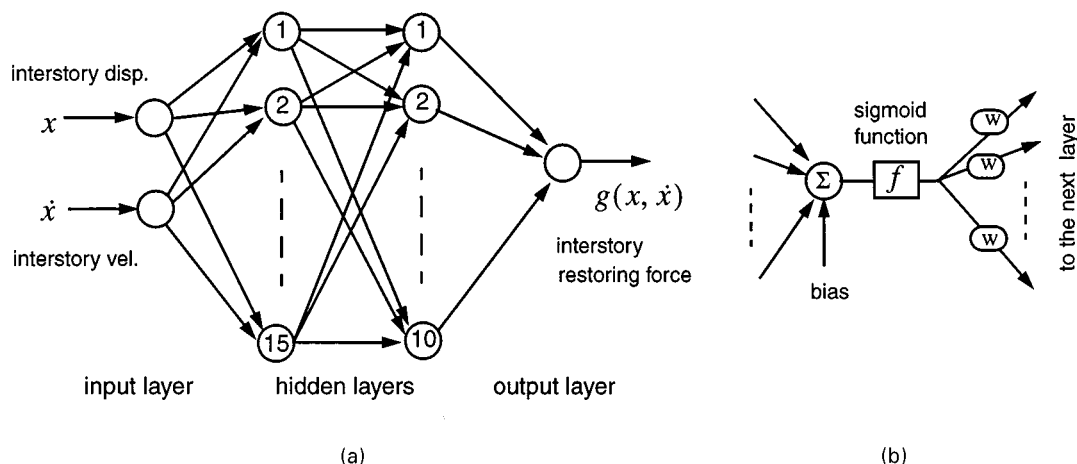 interstory disp.
x
ẋ
interstory vel.
1
2
15
1
2
10
g(x, ẋ)
interstory
restoring force
input layer
hidden layers
output layer
(a)
sigmoid
function
Σ
f
w
w
w
bias
to the next layer
(b)